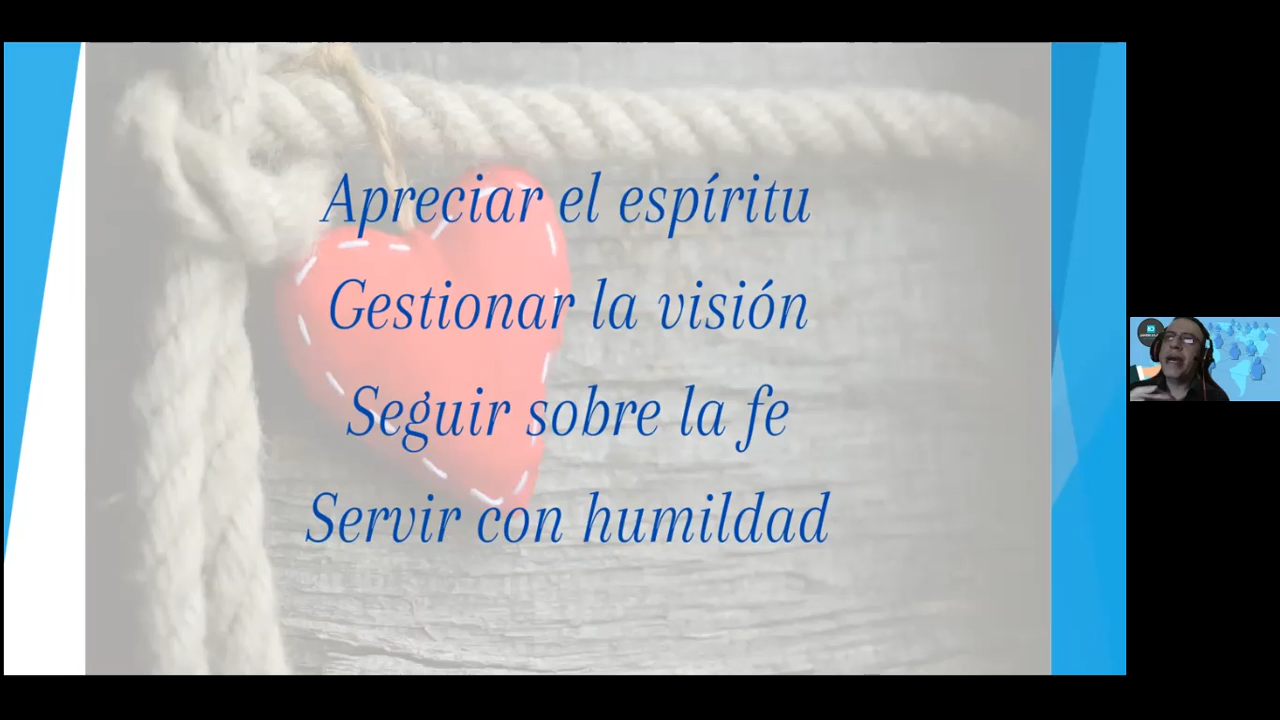 Apreciar el espíritu
Gestionar la visión
Seguir sobre la fe
Servir con humildad